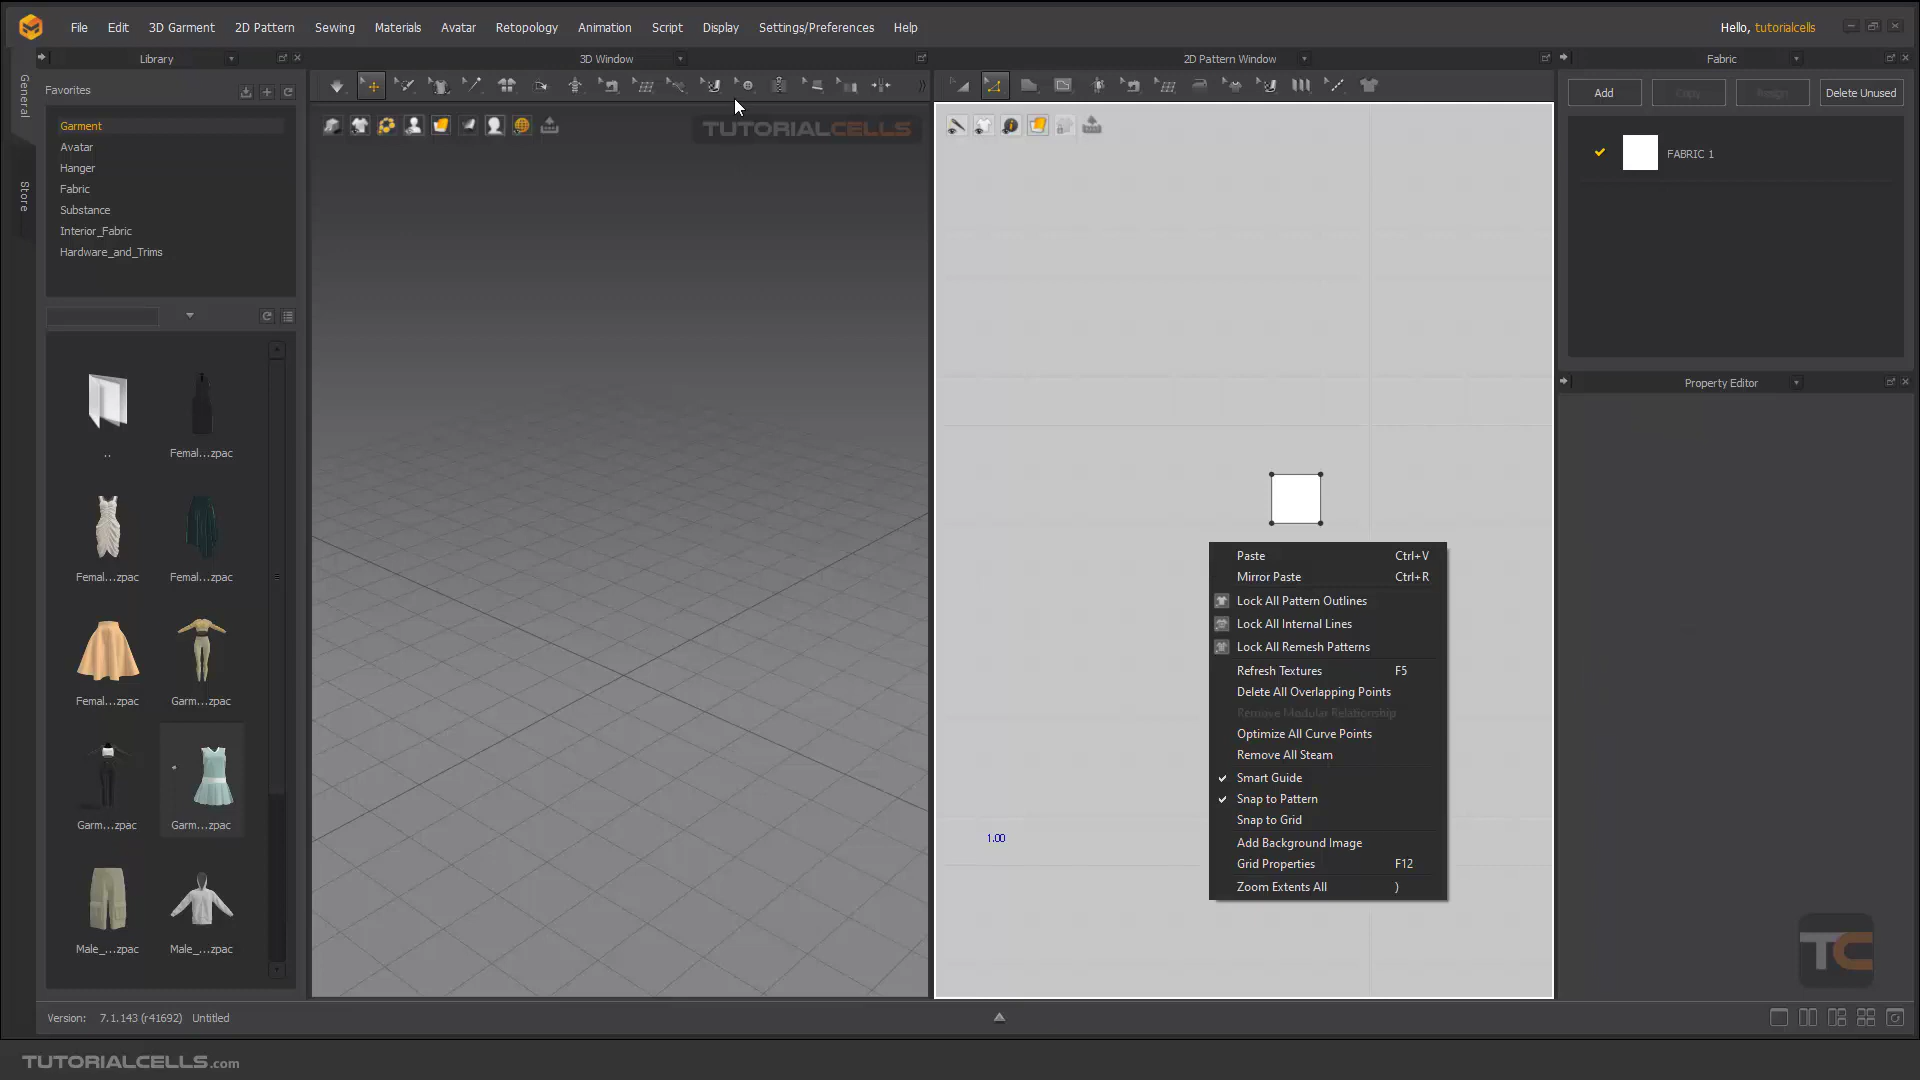 File Edit 3D Garment 2D Pattern Sewing Materials Avatar Retopology Animation Script Display Settings/Preferences Help Hello, tutorialcells
Library 3D Window 2D Pattern Window Fabric
General
Store
Favorites
Garment
Avatar
Hanger
Fabric
Substance
Interior_Fabric
Hardware_and_Trims
TUTORIALCELLS
Add Copy Assign Delete Unused
FABRIC 1
Property Editor
..
Femal...zpac
Femal...zpac Femal...zpac
Femal...zpac Garm...zpac
Garm...zpac Garm...zpac
Male_...zpac Male_...zpac
Paste Ctrl+V
Mirror Paste Ctrl+R
Lock All Pattern Outlines
Lock All Internal Lines
Lock All Remesh Patterns
Refresh Textures F5
Delete All Overlapping Points
Remove Modular Relationship
Optimize All Curve Points
Remove All Steam
Smart Guide
Snap to Pattern
Snap to Grid
Add Background Image
Grid Properties F12
Zoom Extents All )
1.00
TC
Version: 7.1.143 (r41692) Untitled
TUTORIALCELLS.com